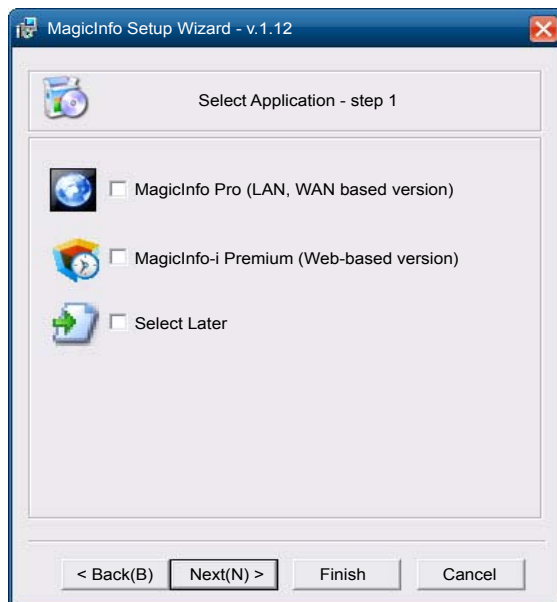 MagicInfo Setup Wizard - v.1.12
Select Application - step 1
MagicInfo Pro (LAN, WAN based version)
MagicInfo-i Premium (Web-based version)
Select Later
< Back(B) Next(N) > Finish Cancel